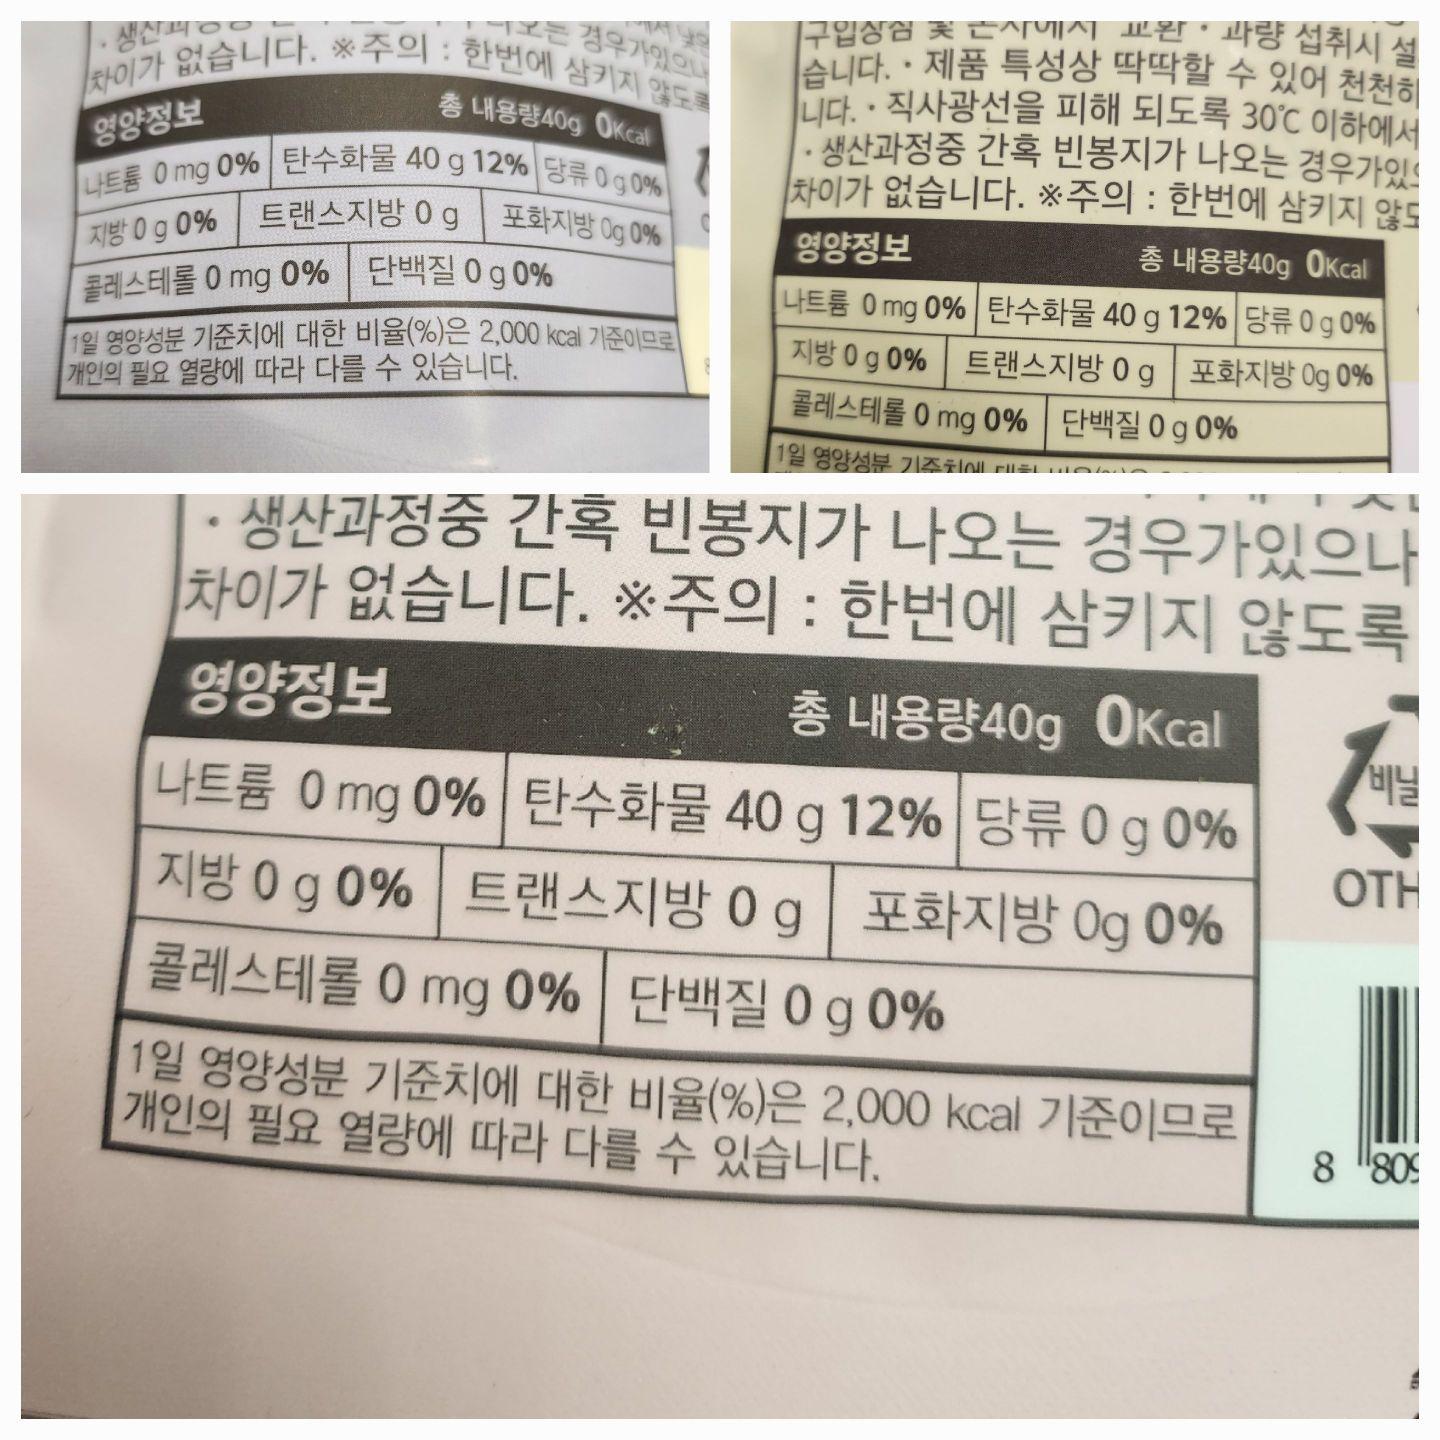 차이가 없습니다. ※주의 : 한번에 삼키지 않도록
영양정보 총 내용량40g 0Kcal
나트륨 0 mg 0% 탄수화물 40 g 12% 당류 0 g 0%
지방 0 g 0% 트랜스지방 0 g 포화지방 0g 0%
콜레스테롤 0 mg 0% 단백질 0 g 0%
1일 영양성분 기준치에 대한 비율(%)은 2,000 kcal 기준이므로
개인의 필요 열량에 따라 다를 수 있습니다.
구입상점 및 본사에서 교환 · 과량 섭취시 설
습니다. · 제품 특성상 딱딱할 수 있어 천천히
니다. · 직사광선을 피해 되도록 30℃ 이하에서
· 생산과정중 간혹 빈봉지가 나오는 경우가있으
차이가 없습니다. ※주의 : 한번에 삼키지 않도
영양정보 총 내용량40g 0Kcal
나트륨 0 mg 0% 탄수화물 40 g 12% 당류 0 g 0%
지방 0 g 0% 트랜스지방 0 g 포화지방 0g 0%
콜레스테롤 0 mg 0% 단백질 0 g 0%
1일 영양성분 기준치에
· 생산과정중 간혹 빈봉지가 나오는 경우가있으나
차이가 없습니다. ※주의 : 한번에 삼키지 않도록
영양정보 총 내용량40g 0Kcal
나트륨 0 mg 0% 탄수화물 40 g 12% 당류 0 g 0%
지방 0 g 0% 트랜스지방 0 g 포화지방 0g 0%
콜레스테롤 0 mg 0% 단백질 0 g 0%
1일 영양성분 기준치에 대한 비율(%)은 2,000 kcal 기준이므로
개인의 필요 열량에 따라 다를 수 있습니다.
비닐
OTH
8 809